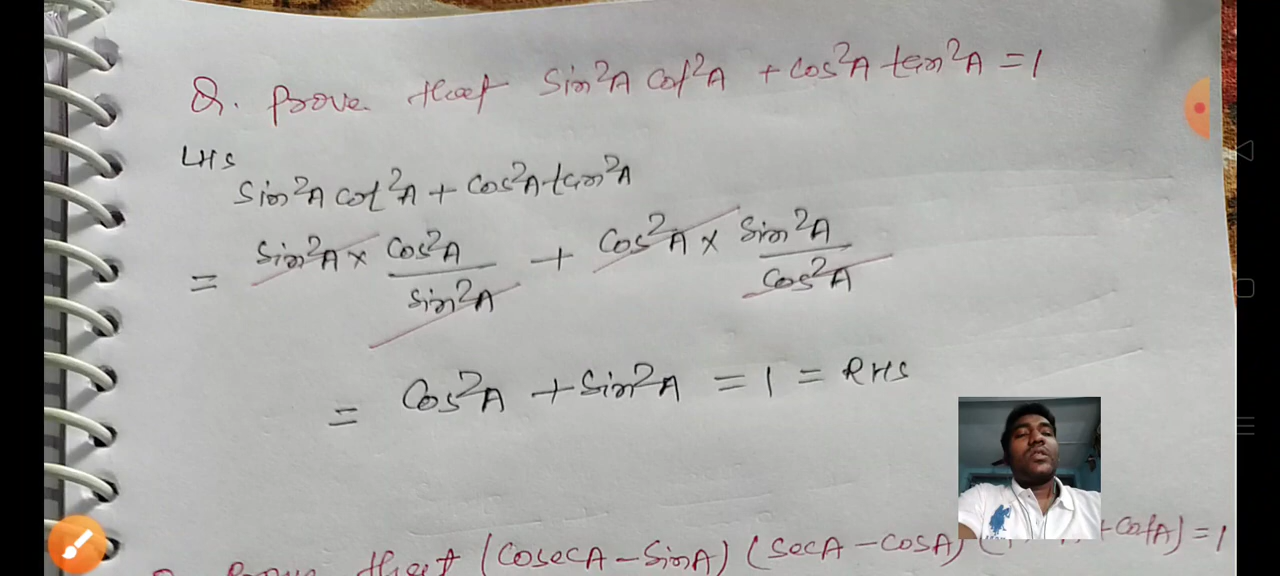 Q. Prove that Sin²A Cot²A + Cos²A tan²A = 1
LHS
Sin²A cot²A + Cos²A tan²A
= Sin²A × Cos²A / Sin²A + Cos²A × Sin²A / Cos²A
= Cos²A + Sin²A = 1 = RHS
Prove that (CosecA - SinA) (SecA - CosA) + CotA) = 1